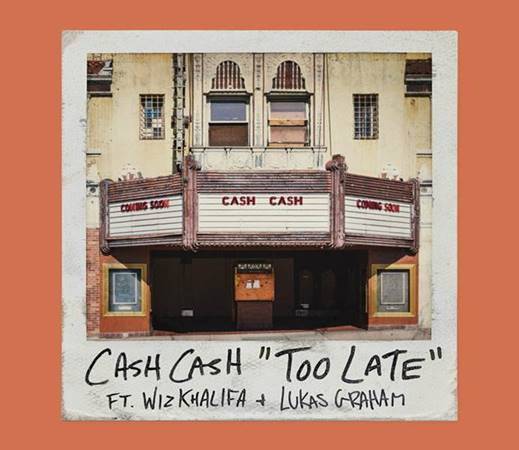 CASH CASH
COMING SOON
COMING SOON
CASH CASH "TOO LATE"
FT. WIZ KHALIFA + LUKAS GRAHAM